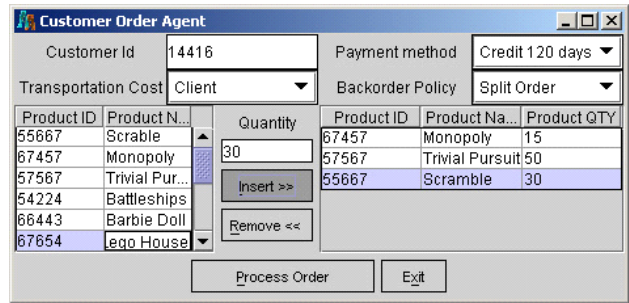 Customer Order Agent
Customer Id 14416 Payment method Credit 120 days
Transportation Cost Client Backorder Policy Split Order
Product ID Product N... Quantity Product ID Product Na... Product QTY
55667 Scrable 67457 Monopoly 15
67457 Monopoly 30 57567 Trivial Pursuit 50
57567 Trivial Pur... Insert >> 55667 Scramble 30
54224 Battleships
66443 Barbie Doll Remove <<
67654 Lego House
Process Order Exit